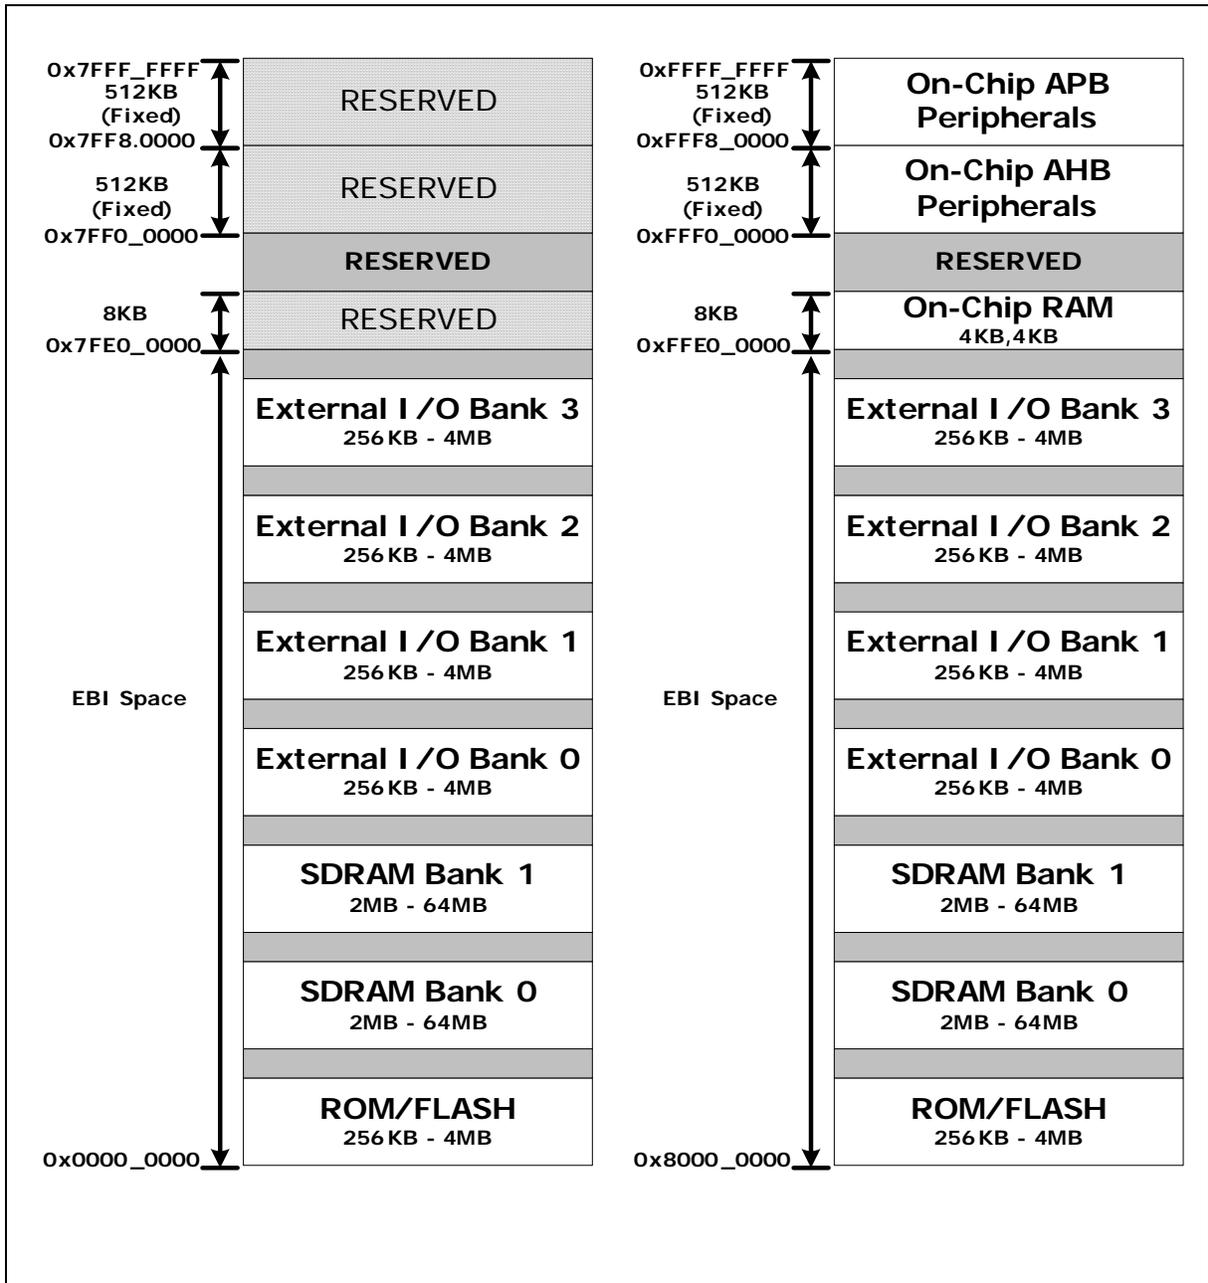 0x7FFF_FFFF
512KB
(Fixed)
0x7FF8.0000
512KB
(Fixed)
0x7FF0_0000
8KB
0x7FE0_0000
EBI Space
0x0000_0000
RESERVED
RESERVED
RESERVED
RESERVED
External I/O Bank 3
256KB - 4MB
External I/O Bank 2
256KB - 4MB
External I/O Bank 1
256KB - 4MB
External I/O Bank 0
256KB - 4MB
SDRAM Bank 1
2MB - 64MB
SDRAM Bank 0
2MB - 64MB
ROM/FLASH
256KB - 4MB
0xFFFF_FFFF
512KB
(Fixed)
0xFFF8_0000
512KB
(Fixed)
0xFFF0_0000
8KB
0xFFE0_0000
EBI Space
0x8000_0000
On-Chip APB
Peripherals
On-Chip AHB
Peripherals
RESERVED
On-Chip RAM
4KB,4KB
External I/O Bank 3
256KB - 4MB
External I/O Bank 2
256KB - 4MB
External I/O Bank 1
256KB - 4MB
External I/O Bank 0
256KB - 4MB
SDRAM Bank 1
2MB - 64MB
SDRAM Bank 0
2MB - 64MB
ROM/FLASH
256KB - 4MB